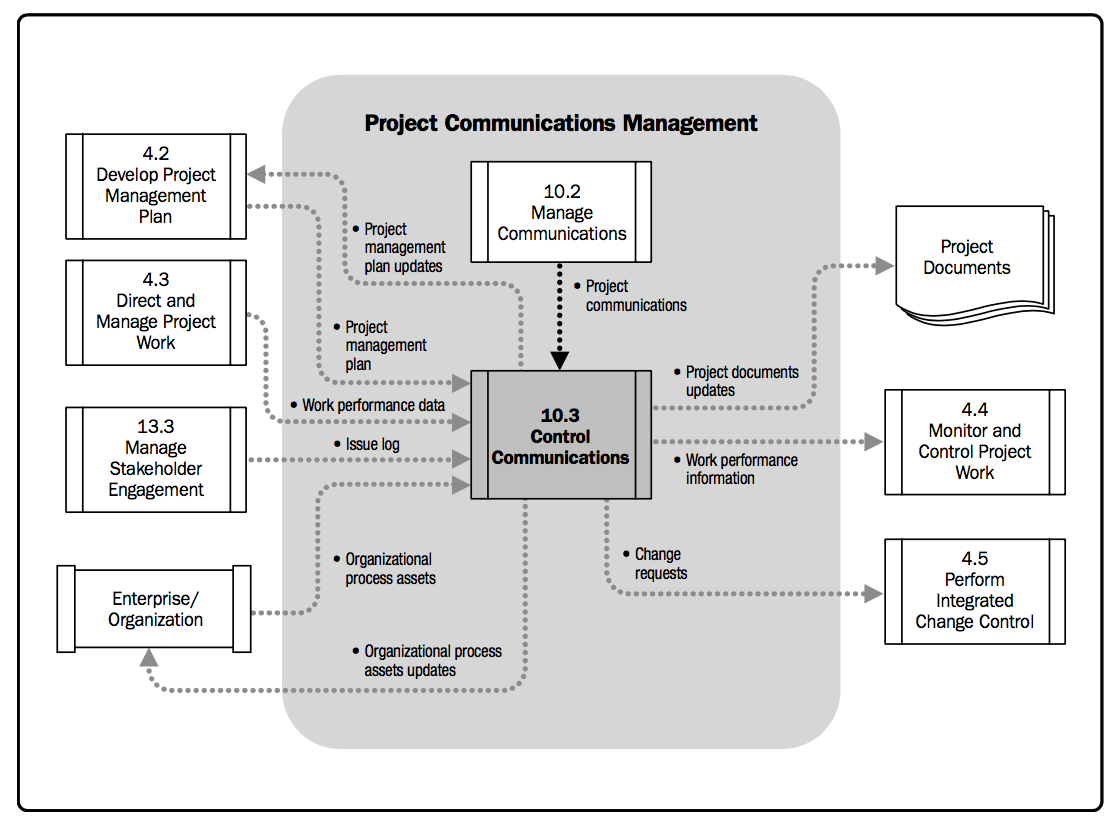 Project Communications Management
4.2
Develop Project
Management
Plan
10.2
Manage
Communications
• Project
management
plan updates
Project
Documents
4.3
Direct and
Manage Project
Work
• Project
communications
• Project
management
plan
• Project documents
updates
• Work performance data
10.3
Control
Communications
4.4
Monitor and
Control Project
Work
13.3
Manage
Stakeholder
Engagement
• Issue log
• Work performance
information
• Organizational
process assets
• Change
requests
4.5
Perform
Integrated
Change Control
Enterprise/
Organization
• Organizational process
assets updates